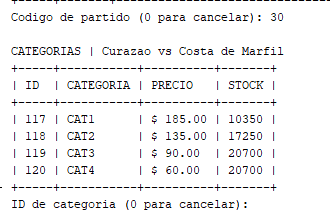 Codigo de partido (0 para cancelar): 30
CATEGORIAS | Curazao vs Costa de Marfil
+-----+-----------+-----------+-------+
| ID | CATEGORIA | PRECIO | STOCK |
+-----+-----------+-----------+-------+
| 117 | CAT1 | $ 185.00 | 10350 |
| 118 | CAT2 | $ 135.00 | 17250 |
| 119 | CAT3 | $ 90.00 | 20700 |
| 120 | CAT4 | $ 60.00 | 20700 |
+-----+-----------+-----------+-------+
ID de categoria (0 para cancelar):